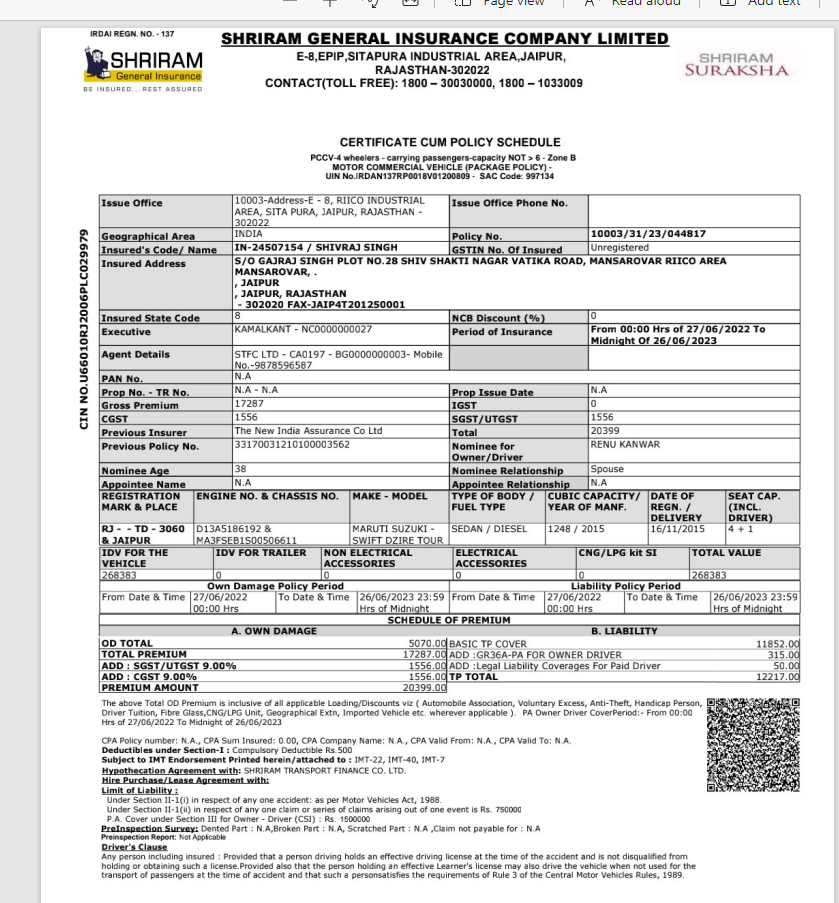 Page view
Read aloud
Add text
IRDAI REGN. NO. - 137
SHRIRAM
General Insurance
BE INSURED... REST ASSURED
SHRIRAM GENERAL INSURANCE COMPANY LIMITED
E-8,EPIP,SITAPURA INDUSTRIAL AREA,JAIPUR,
RAJASTHAN-302022
CONTACT(TOLL FREE): 1800 – 30030000, 1800 – 1033009
SHRIRAM
SURAKSHA
CERTIFICATE CUM POLICY SCHEDULE
PCCV-4 wheelers - carrying passengers-capacity NOT > 6 - Zone B
MOTOR COMMERCIAL VEHICLE (PACKAGE POLICY) -
UIN No.IRDAN137RP0018V01200809 - SAC Code: 997134
CIN NO.U66010RJ2006PLC029979
Issue Office 10003-Address-E - 8, RIICO INDUSTRIAL Issue Office Phone No.
AREA, SITA PURA, JAIPUR, RAJASTHAN -
302022
Geographical Area INDIA Policy No. 10003/31/23/044817
Insured's Code/ Name IN-24507154 / SHIVRAJ SINGH GSTIN No. Of Insured Unregistered
Insured Address S/O GAJRAJ SINGH PLOT NO.28 SHIV SHAKTI NAGAR VATIKA ROAD, MANSAROVAR RIICO AREA
MANSAROVAR, .
, JAIPUR
, JAIPUR, RAJASTHAN
- 302020 FAX-JAIP4T201250001
Insured State Code 8 NCB Discount (%) 0
Executive KAMALKANT - NC0000000027 Period of Insurance From 00:00 Hrs of 27/06/2022 To
Midnight Of 26/06/2023
Agent Details STFC LTD - CA0197 - BG0000000003- Mobile
No.-9878596587
PAN No. N.A
Prop No. - TR No. N.A - N.A Prop Issue Date N.A
Gross Premium 17287 IGST 0
CGST 1556 SGST/UTGST 1556
Previous Insurer The New India Assurance Co Ltd Total 20399
Previous Policy No. 33170031210100003562 Nominee for RENU KANWAR
Owner/Driver
Nominee Age 38 Nominee Relationship Spouse
Appointee Name N.A Appointee Relationship N.A
REGISTRATION ENGINE NO. & CHASSIS NO. MAKE - MODEL TYPE OF BODY / CUBIC CAPACITY/ DATE OF SEAT CAP.
MARK & PLACE FUEL TYPE YEAR OF MANF. REGN. / (INCL.
DELIVERY DRIVER)
RJ - - TD - 3060 D13A5186192 & MARUTI SUZUKI - SEDAN / DIESEL 1248 / 2015 16/11/2015 4 + 1
& JAIPUR MA3FSEB1S00506611 SWIFT DZIRE TOUR
IDV FOR THE IDV FOR TRAILER NON ELECTRICAL ELECTRICAL CNG/LPG kit SI TOTAL VALUE
VEHICLE ACCESSORIES ACCESSORIES
268383 0 0 0 0 268383
Own Damage Policy Period Liability Policy Period
From Date & Time 27/06/2022 To Date & Time 26/06/2023 23:59 From Date & Time 27/06/2022 To Date & Time 26/06/2023 23:59
00:00 Hrs Hrs of Midnight 00:00 Hrs Hrs of Midnight
SCHEDULE OF PREMIUM
A. OWN DAMAGE B. LIABILITY
OD TOTAL 5070.00 BASIC TP COVER 11852.00
TOTAL PREMIUM 17287.00 ADD :GR36A-PA FOR OWNER DRIVER 315.00
ADD : SGST/UTGST 9.00% 1556.00 ADD :Legal Liability Coverages For Paid Driver 50.00
ADD : CGST 9.00% 1556.00 TP TOTAL 12217.00
PREMIUM AMOUNT 20399.00
The above Total OD Premium is inclusive of all applicable Loading/Discounts viz ( Automobile Association, Voluntary Excess, Anti-Theft, Handicap Person,
Driver Tuition, Fibre Glass,CNG/LPG Unit, Geographical Extn, Imported Vehicle etc. wherever applicable ). PA Owner Driver CoverPeriod:- From 00:00
Hrs of 27/06/2022 To Midnight of 26/06/2023
CPA Policy number: N.A., CPA Sum Insured: 0.00, CPA Company Name: N.A., CPA Valid From: N.A., CPA Valid To: N.A.
Deductibles under Section-I : Compulsory Deductible Rs.500
Subject to IMT Endorsement Printed herein/attached to : IMT-22, IMT-40, IMT-7
Hypothecation Agreement with: SHRIRAM TRANSPORT FINANCE CO. LTD.
Hire Purchase/Lease Agreement with:
Limit of Liability :
Under Section II-1(i) in respect of any one accident: as per Motor Vehicles Act, 1988.
Under Section II-1(ii) in respect of any one claim or series of claims arising out of one event is Rs. 750000
P.A. Cover under Section III for Owner - Driver (CSI) : Rs. 1500000
PreInspection Survey: Dented Part : N.A,Broken Part : N.A, Scratched Part : N.A ,Claim not payable for : N.A
Preinspection Report: Not Applicable
Driver's Clause
Any person including insured : Provided that a person driving holds an effective driving license at the time of the accident and is not disqualified from
holding or obtaining such a license.Provided also that the person holding an effective Learner's license may also drive the vehicle when not used for the
transport of passengers at the time of accident and that such a personsatisfies the requirements of Rule 3 of the Central Motor Vehicles Rules, 1989.